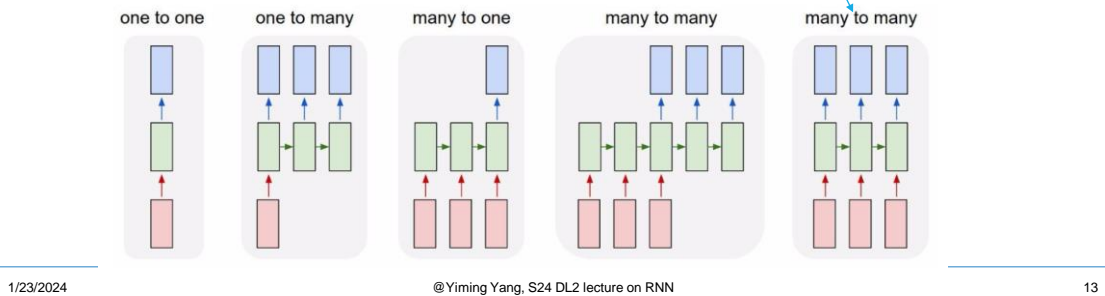 one to one one to many many to one many to many many to many
1/23/2024 @Yiming Yang, S24 DL2 lecture on RNN 13